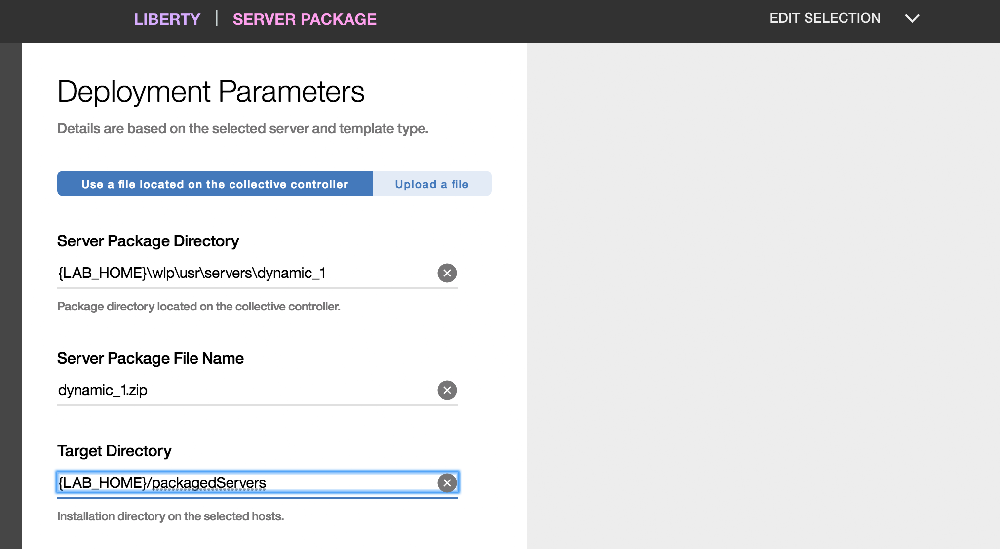 LIBERTY | SERVER PACKAGE EDIT SELECTION
Deployment Parameters
Details are based on the selected server and template type.
Use a file located on the collective controller Upload a file
Server Package Directory
{LAB_HOME}\wlp\usr\servers\dynamic_1
Package directory located on the collective controller.
Server Package File Name
dynamic_1.zip
Target Directory
{LAB_HOME}/packagedServers
Installation directory on the selected hosts.